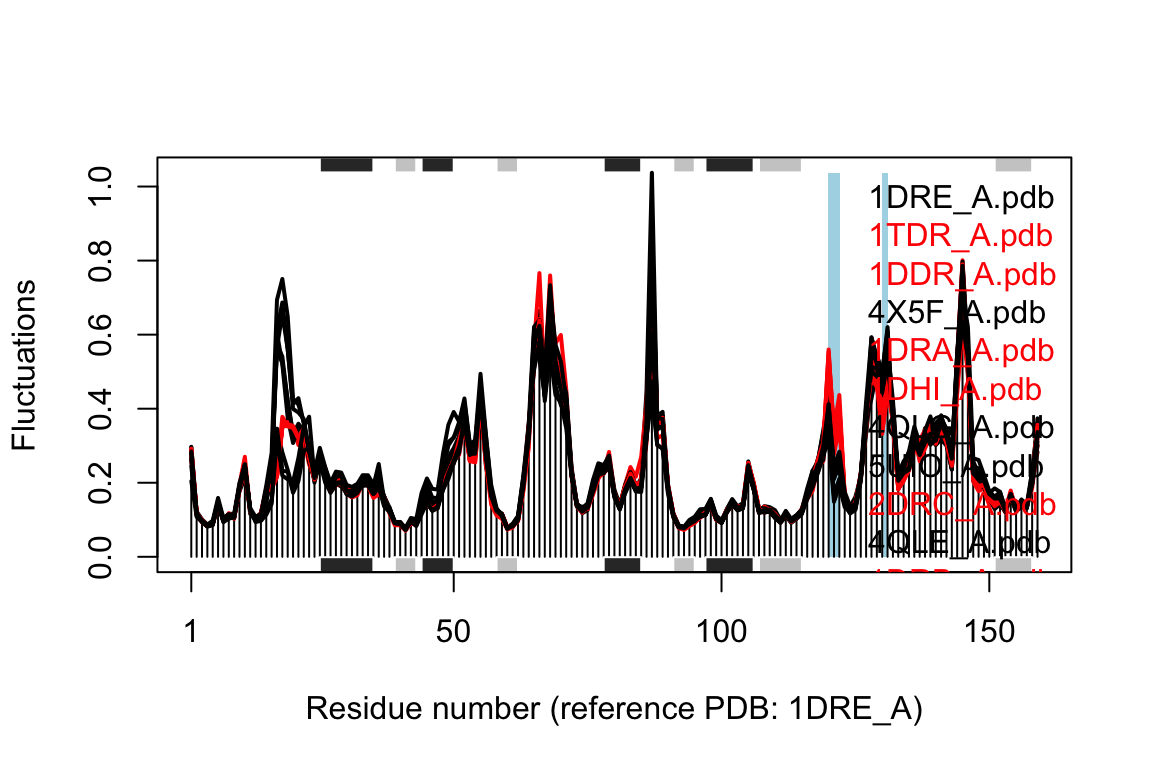 1.0
0.8
0.6
0.4
0.2
0.0
Fluctuations
1DRE_A.pdb
1TDR_A.pdb
1DDR_A.pdb
4X5F_A.pdb
1DRA_A.pdb
1DHI_A.pdb
2DRC_A.pdb
4QLE_A.pdb
1 50 100 150
Residue number (reference PDB: 1DRE_A)